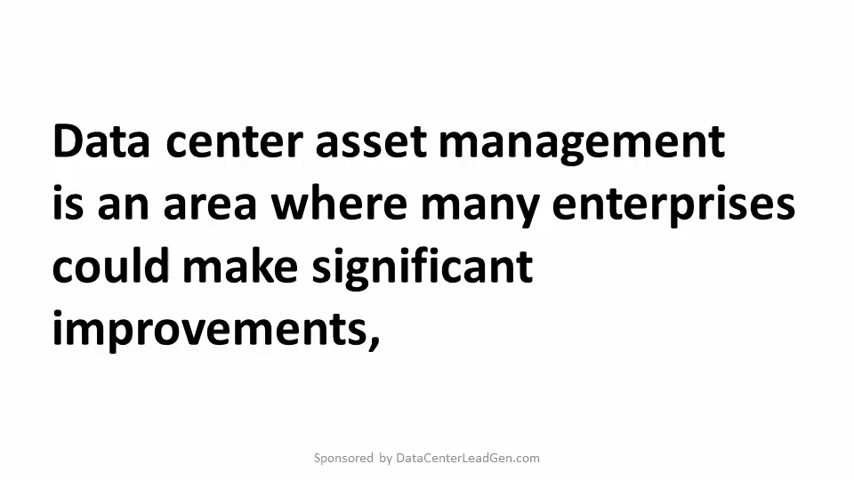 Data center asset management
is an area where many enterprises
could make significant
improvements,
Sponsored by DataCenterLeadGen.com